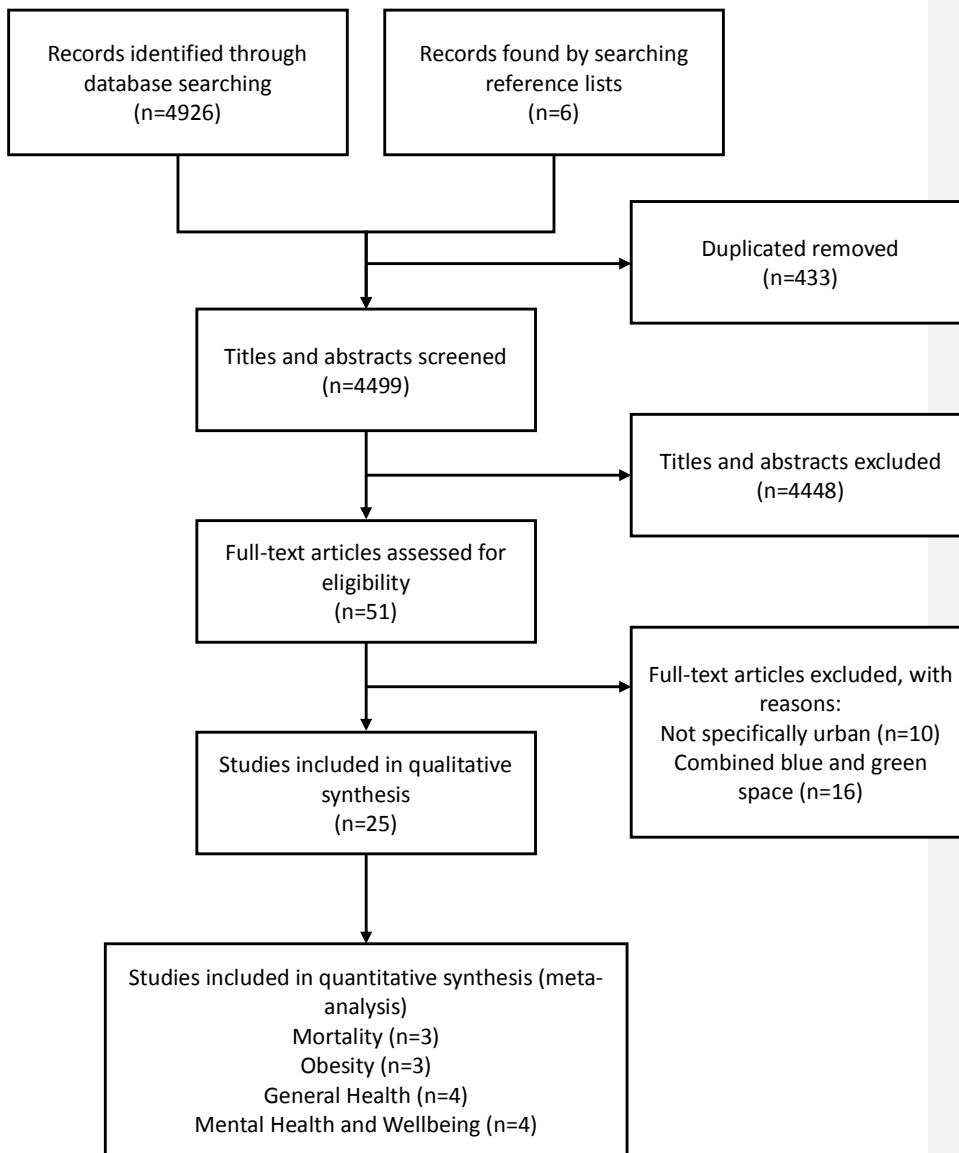 Records identified through
database searching
(n=4926)
Records found by searching
reference lists
(n=6)
Duplicated removed
(n=433)
Titles and abstracts screened
(n=4499)
Titles and abstracts excluded
(n=4448)
Full-text articles assessed for
eligibility
(n=51)
Full-text articles excluded, with
reasons:
Not specifically urban (n=10)
Combined blue and green
space (n=16)
Studies included in qualitative
synthesis
(n=25)
Studies included in quantitative synthesis (meta-
analysis)
Mortality (n=3)
Obesity (n=3)
General Health (n=4)
Mental Health and Wellbeing (n=4)